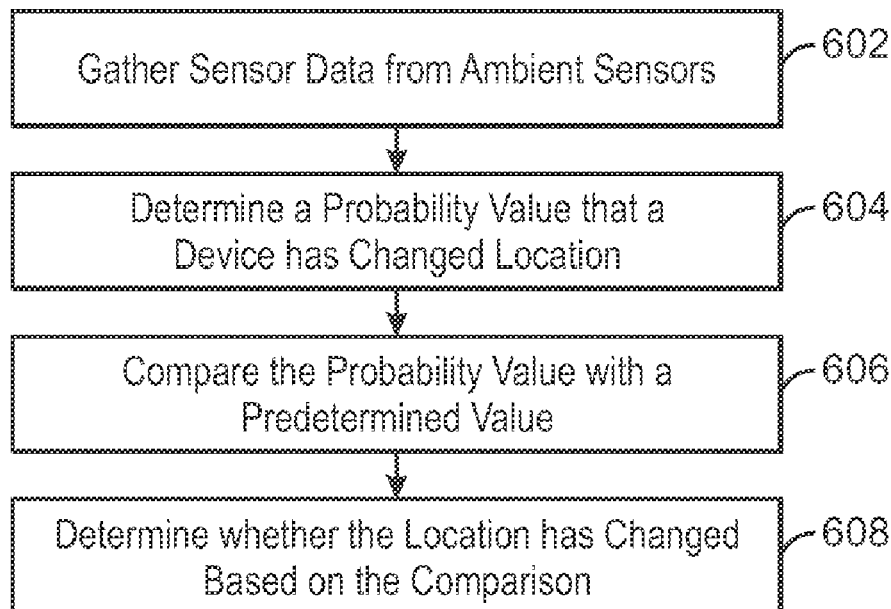 Gather Sensor Data from Ambient Sensors
602
Determine a Probability Value that a
Device has Changed Location
604
Compare the Probability Value with a
Predetermined Value
606
Determine whether the Location has Changed
Based on the Comparison
608